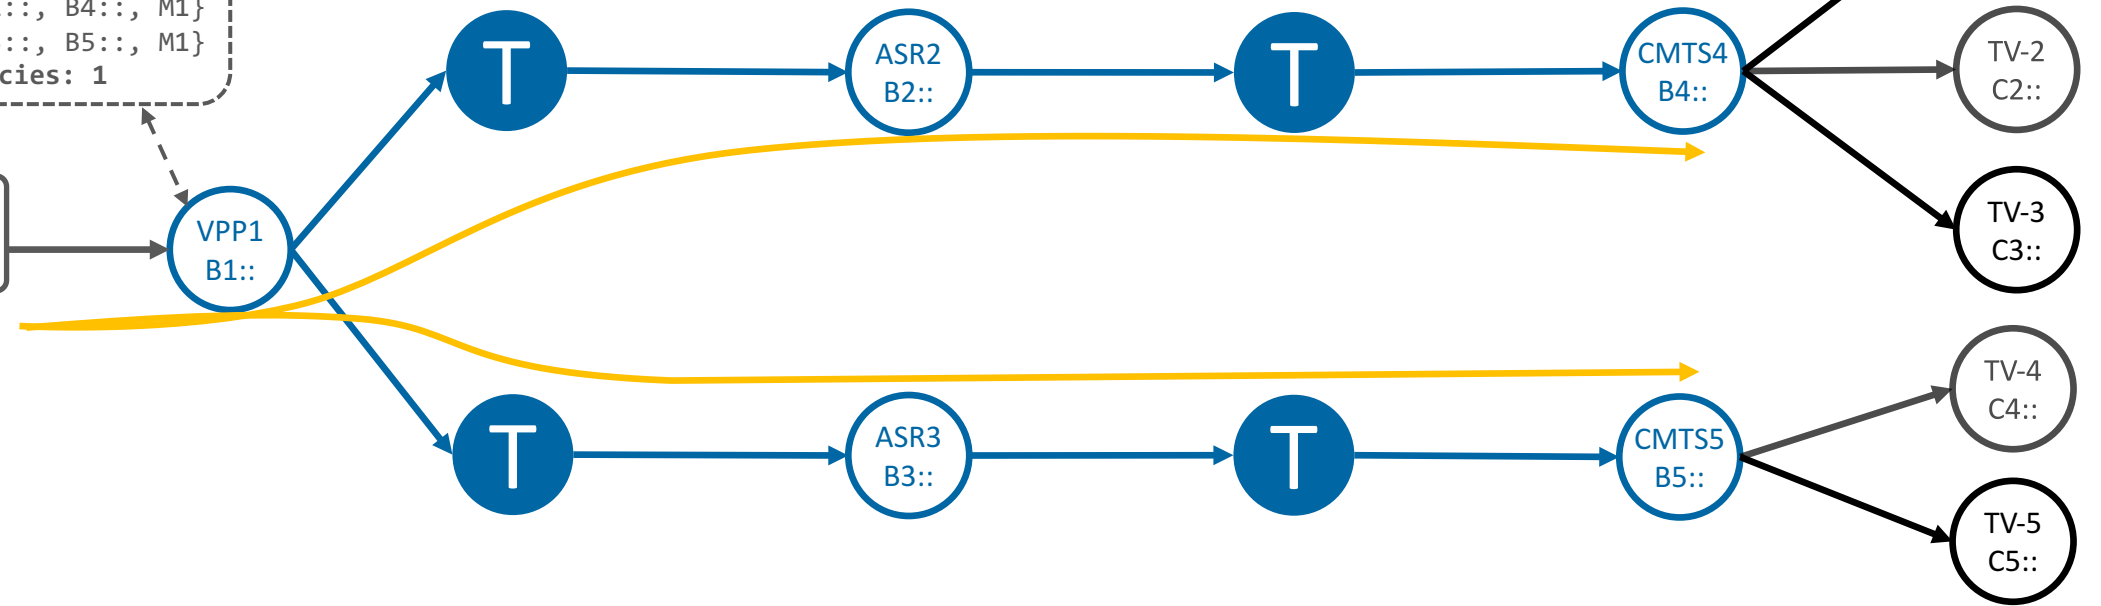 ::, B4::, M1}
::, B5::, M1}
cies: 1
T
ASR2
B2::
T
CMTS4
B4::
TV-2
C2::
VPP1
B1::
TV-3
C3::
TV-4
C4::
T
ASR3
B3::
T
CMTS5
B5::
TV-5
C5::